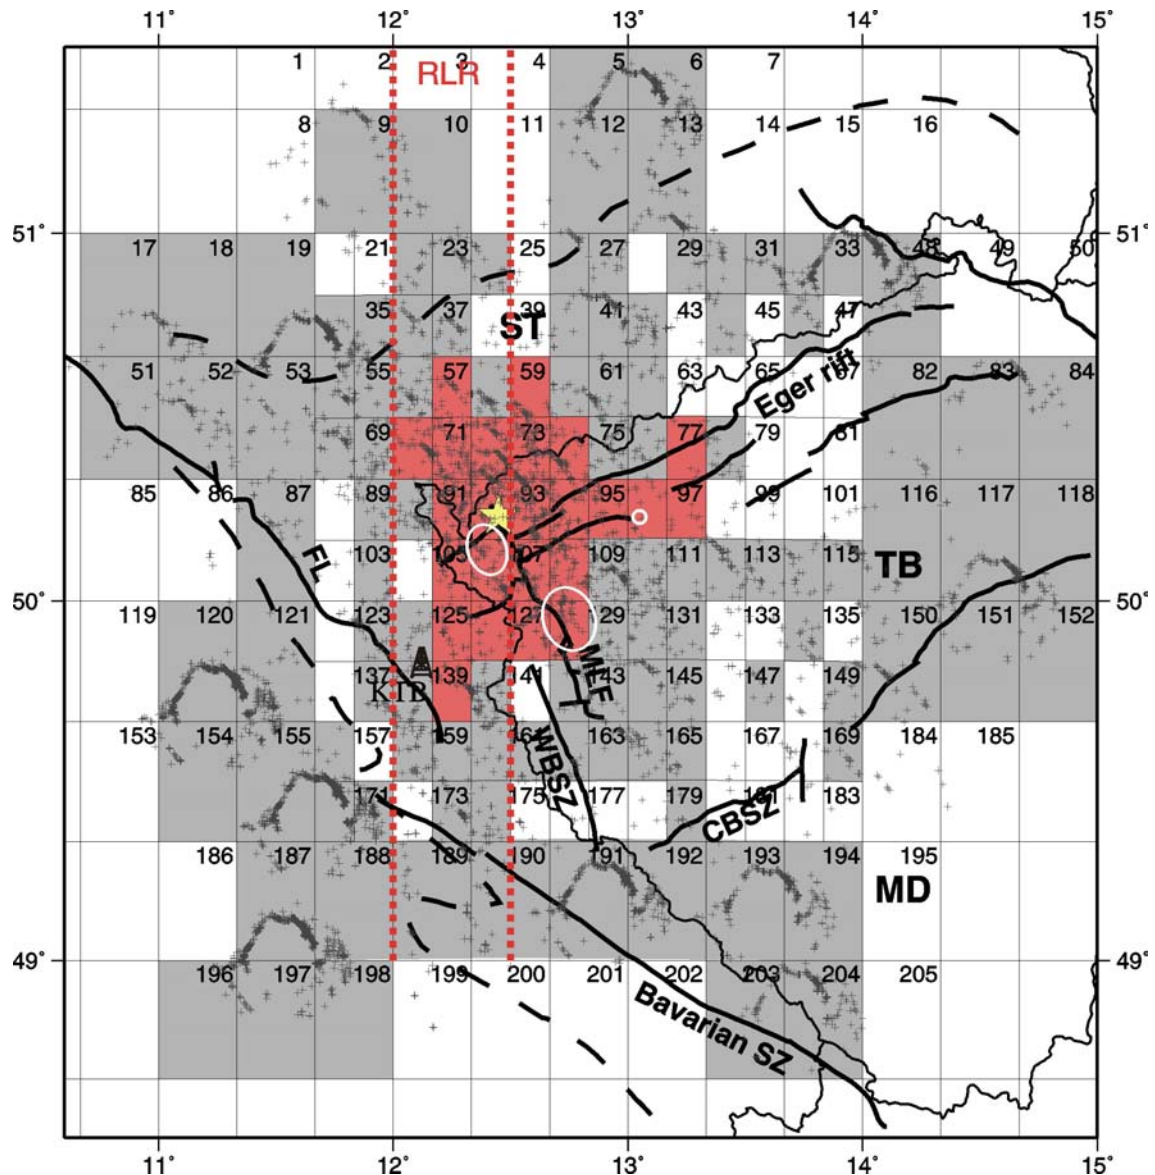 11° 12° 13° 14° 15°
1 2 3 4 5 6 7
RLR
8 9 10 11 12 13 14 15 16
51° 51°
17 18 19 21 23 25 27 29 31 33 48 49 50
35 37 39 41 43 45 47
ST
51 52 53 55 57 59 61 63 65 67 82 83 84
Eger rift
69 71 73 75 77 79 81
85 86 87 89 91 93 95 97 99 101 116 117 118
FL
103 105 107 109 111 113 115
TB
50° 50°
119 120 121 123 125 127 129 131 133 135 150 151 152
MLF
137 139 141 143 145 147 149
KTB
153 154 155 157 159 161 163 165 167 169 184 185
WBSZ
171 173 175 177 179 181 183
CBSZ
186 187 188 189 190 191 192 193 194 195
MD
49° 49°
196 197 198 199 200 201 202 203 204 205
Bavarian SZ
11° 12° 13° 14° 15°